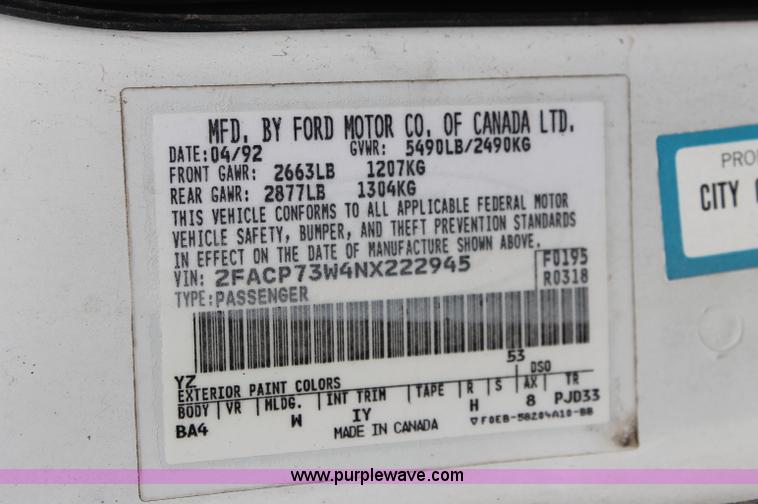 MFD. BY FORD MOTOR CO. OF CANADA LTD.
DATE: 04/92 GVWR: 5490LB/2490KG
FRONT GAWR: 2663LB 1207KG
REAR GAWR: 2877LB 1304KG
THIS VEHICLE CONFORMS TO ALL APPLICABLE FEDERAL MOTOR
VEHICLE SAFETY, BUMPER, AND THEFT PREVENTION STANDARDS
IN EFFECT ON THE DATE OF MANUFACTURE SHOWN ABOVE.
VIN: 2FACP73W4NX222945 F0195
TYPE: PASSENGER R0318
53
YZ DSO
EXTERIOR PAINT COLORS
BODY VR MLDG. INT TRIM TAPE R S AX TR
BA4 W IY H 8 PJD33
MADE IN CANADA ▽F0EB-58204A10-BB
PRO
CITY
www.purplewave.com